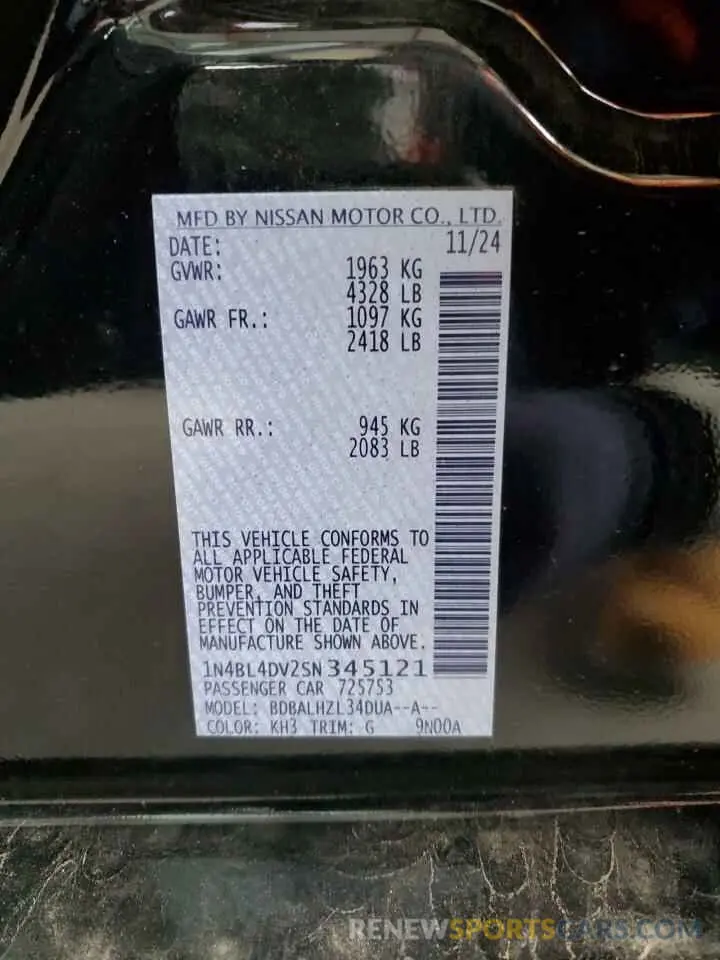 MFD BY NISSAN MOTOR CO., LTD.
DATE: 11/24
GVWR: 1963 KG
4328 LB
GAWR FR.: 1097 KG
2418 LB
GAWR RR.: 945 KG
2083 LB
THIS VEHICLE CONFORMS TO
ALL APPLICABLE FEDERAL
MOTOR VEHICLE SAFETY,
BUMPER, AND THEFT
PREVENTION STANDARDS IN
EFFECT ON THE DATE OF
MANUFACTURE SHOWN ABOVE.
1N4BL4DV2SN345121
PASSENGER CAR 725753
MODEL: BDBALHZL34DUA--A--
COLOR: KH3 TRIM: G 9N00A
RENEWSPORTSCARS.COM